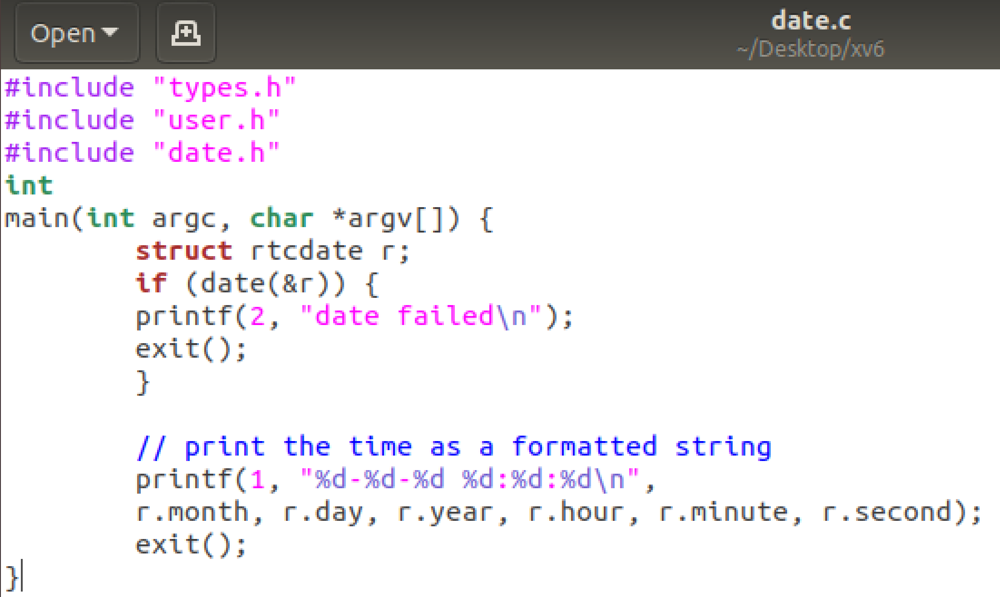 Open
date.c
~/Desktop/xv6
#include "types.h"
#include "user.h"
#include "date.h"
int
main(int argc, char *argv[]) {
        struct rtcdate r;
        if (date(&r)) {
        printf(2, "date failed\n");
        exit();
        }

        // print the time as a formatted string
        printf(1, "%d-%d-%d %d:%d:%d\n",
        r.month, r.day, r.year, r.hour, r.minute, r.second);
        exit();
}